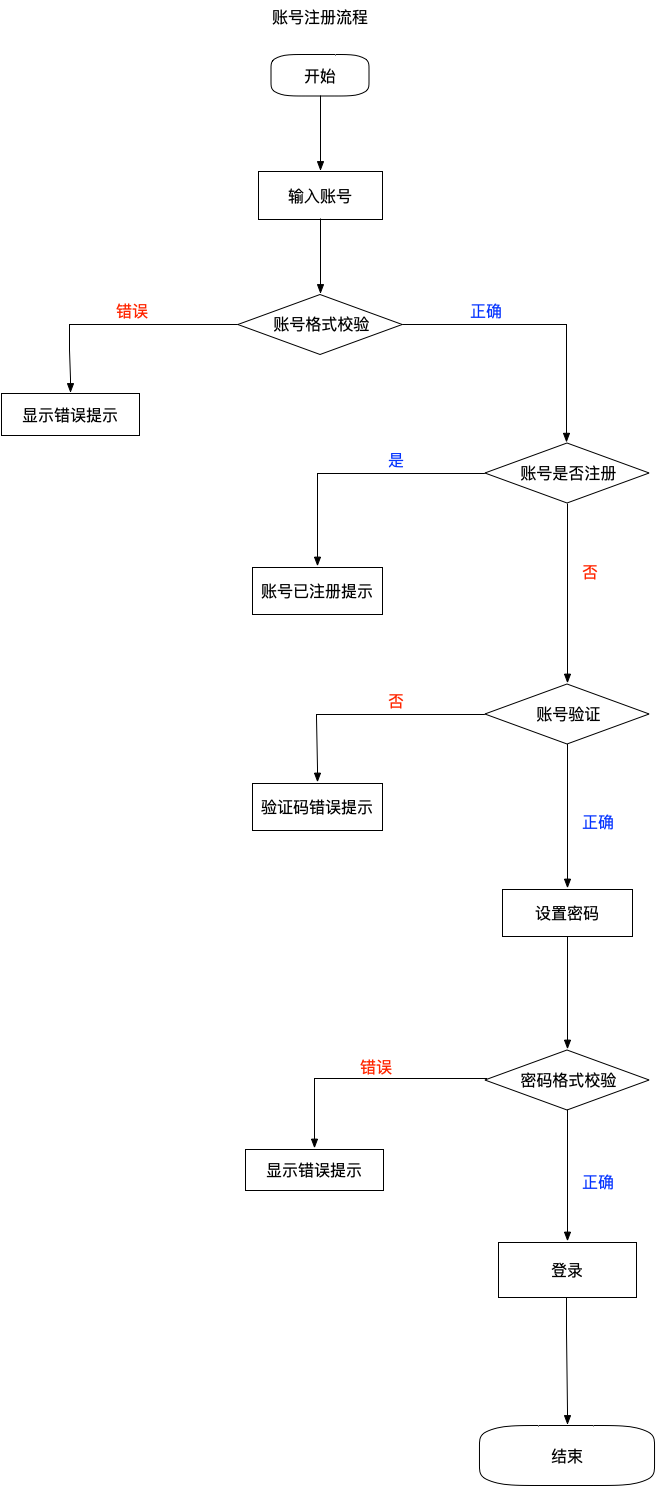 账号注册流程
开始
输入账号
错误
账号格式校验
正确
显示错误提示
是
账号是否注册
账号已注册提示
否
否
账号验证
验证码错误提示
正确
设置密码
错误
密码格式校验
显示错误提示
正确
登录
结束